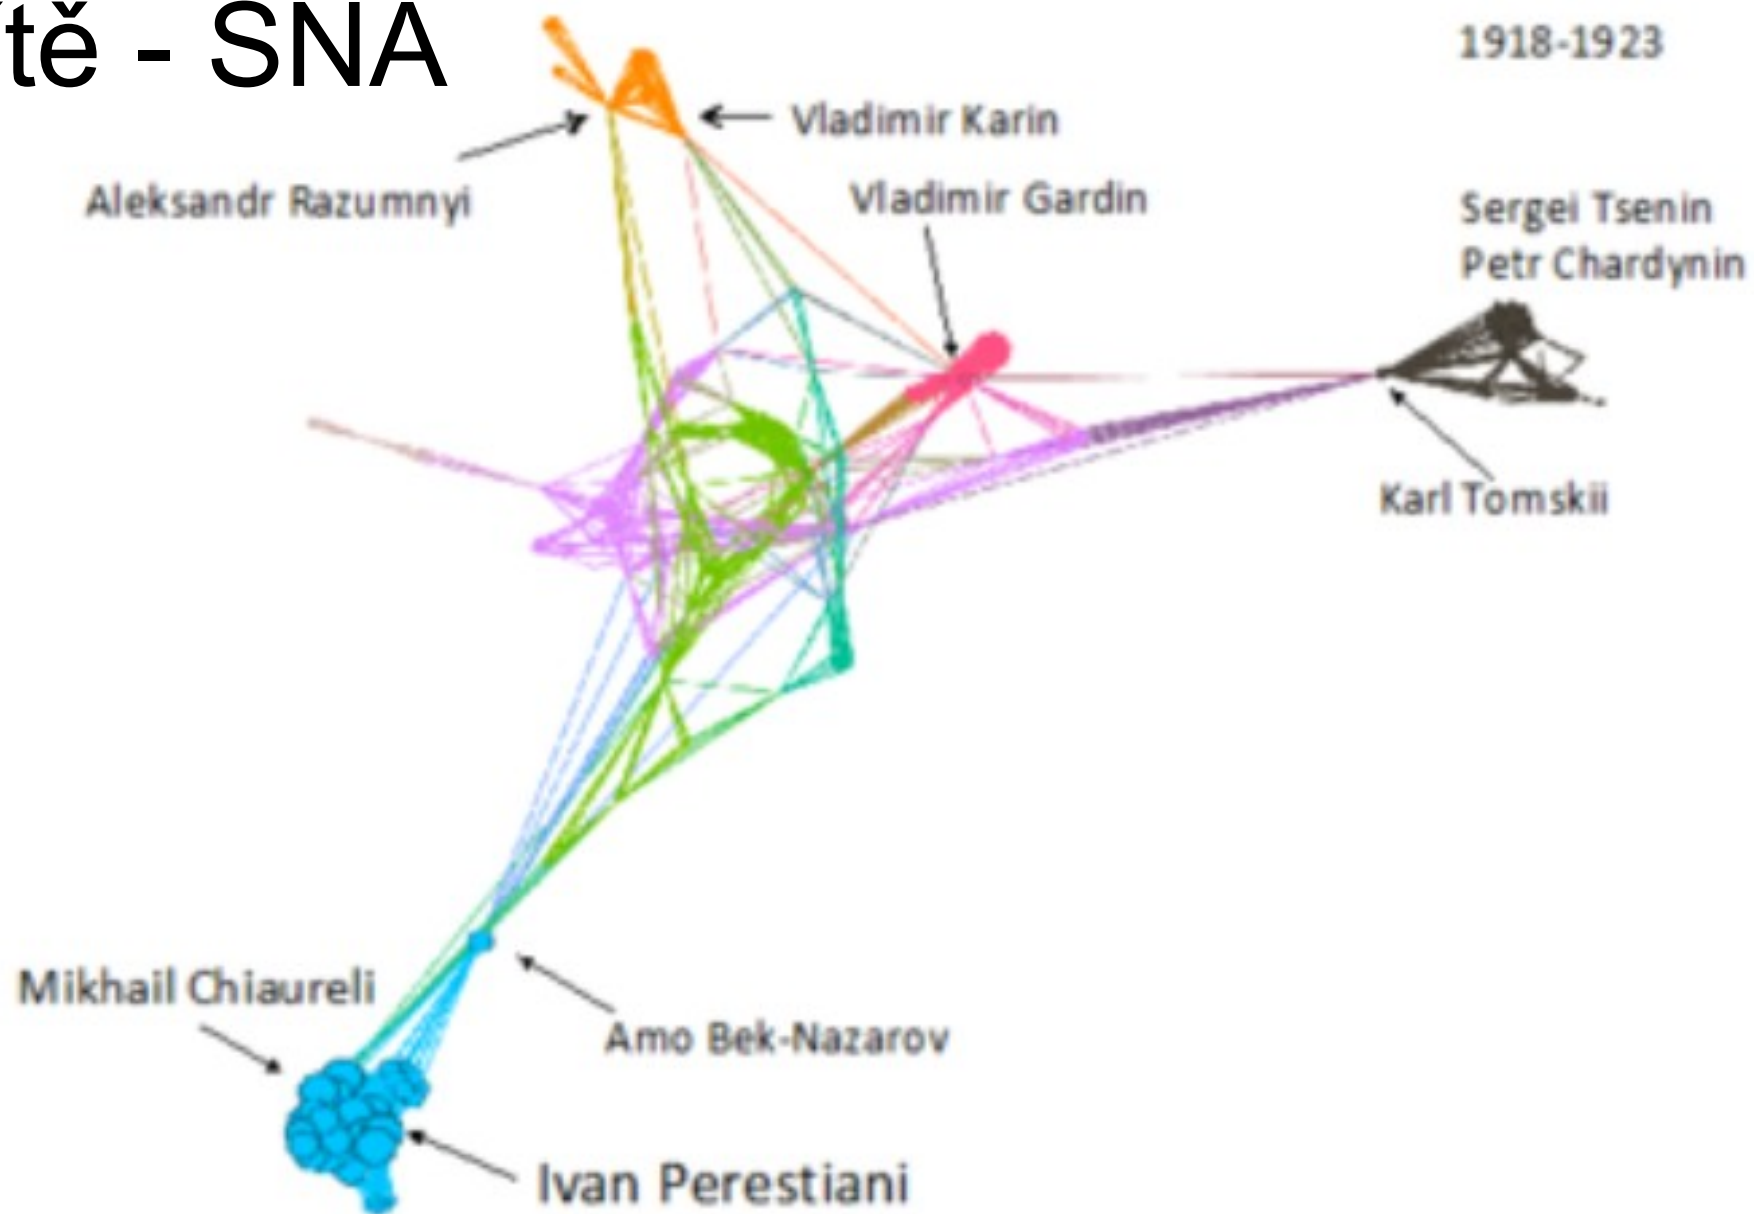 ítě - SNA
1918-1923
Vladimir Karin
Aleksandr Razumnyi
Vladimir Gardin
Sergei Tsenin
Petr Chardynin
Karl Tomskii
Mikhail Chiaureli
Amo Bek-Nazarov
Ivan Perestiani